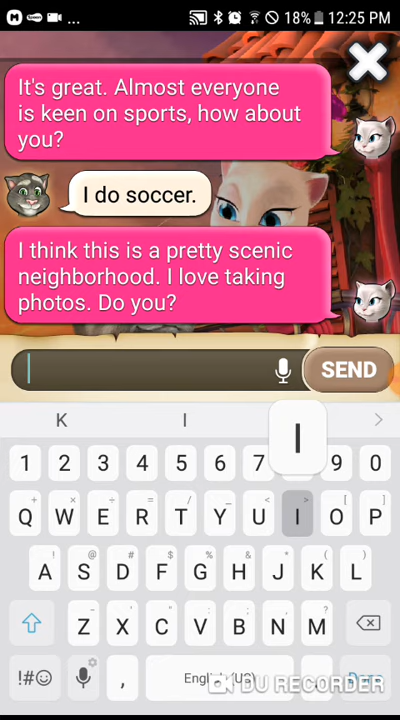 18% 12:25 PM
It's great. Almost everyone
is keen on sports, how about
you?
I do soccer.
I think this is a pretty scenic
neighborhood. I love taking
photos. Do you?
SEND
K I
I
1 2 3 4 5 6 7 9 0
Q W E R T Y U I O P
A S D F G H J K L
Z X C V B N M
!#☺ , English (US) . Done
DU RECORDER